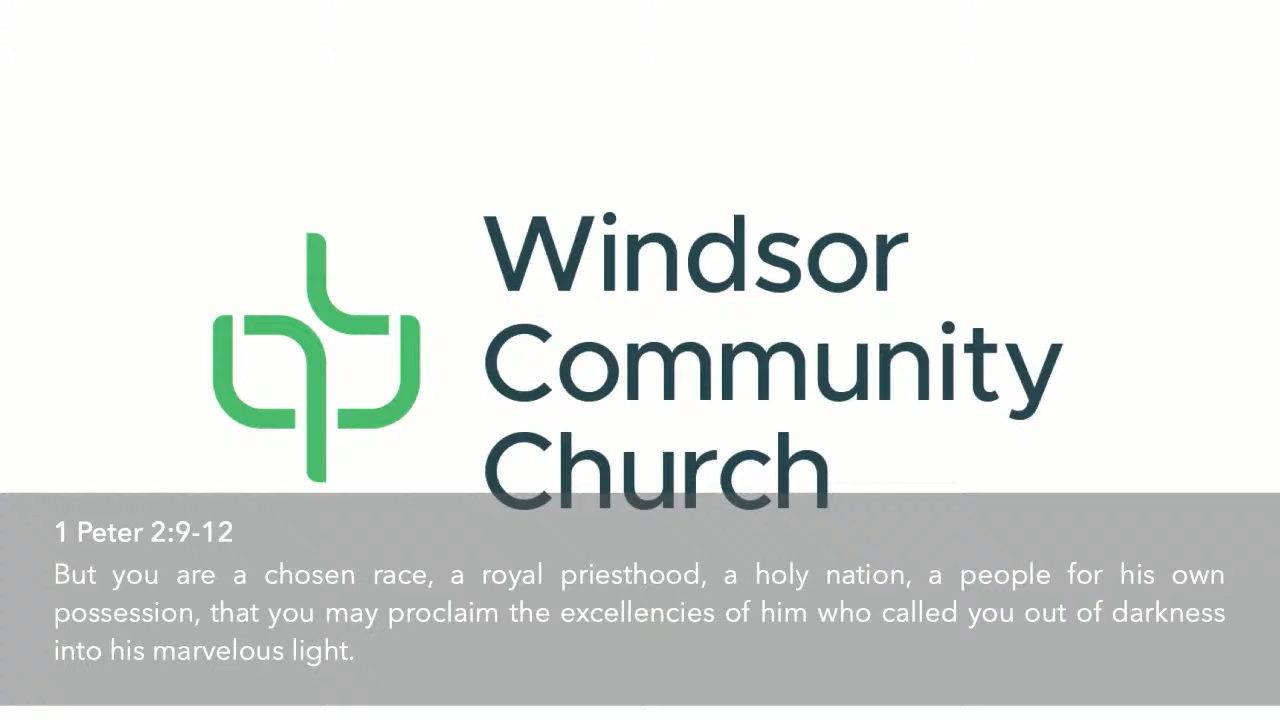 Windsor
Community
Church
1 Peter 2:9-12
But you are a chosen race, a royal priesthood, a holy nation, a people for his own
possession, that you may proclaim the excellencies of him who called you out of darkness
into his marvelous light.